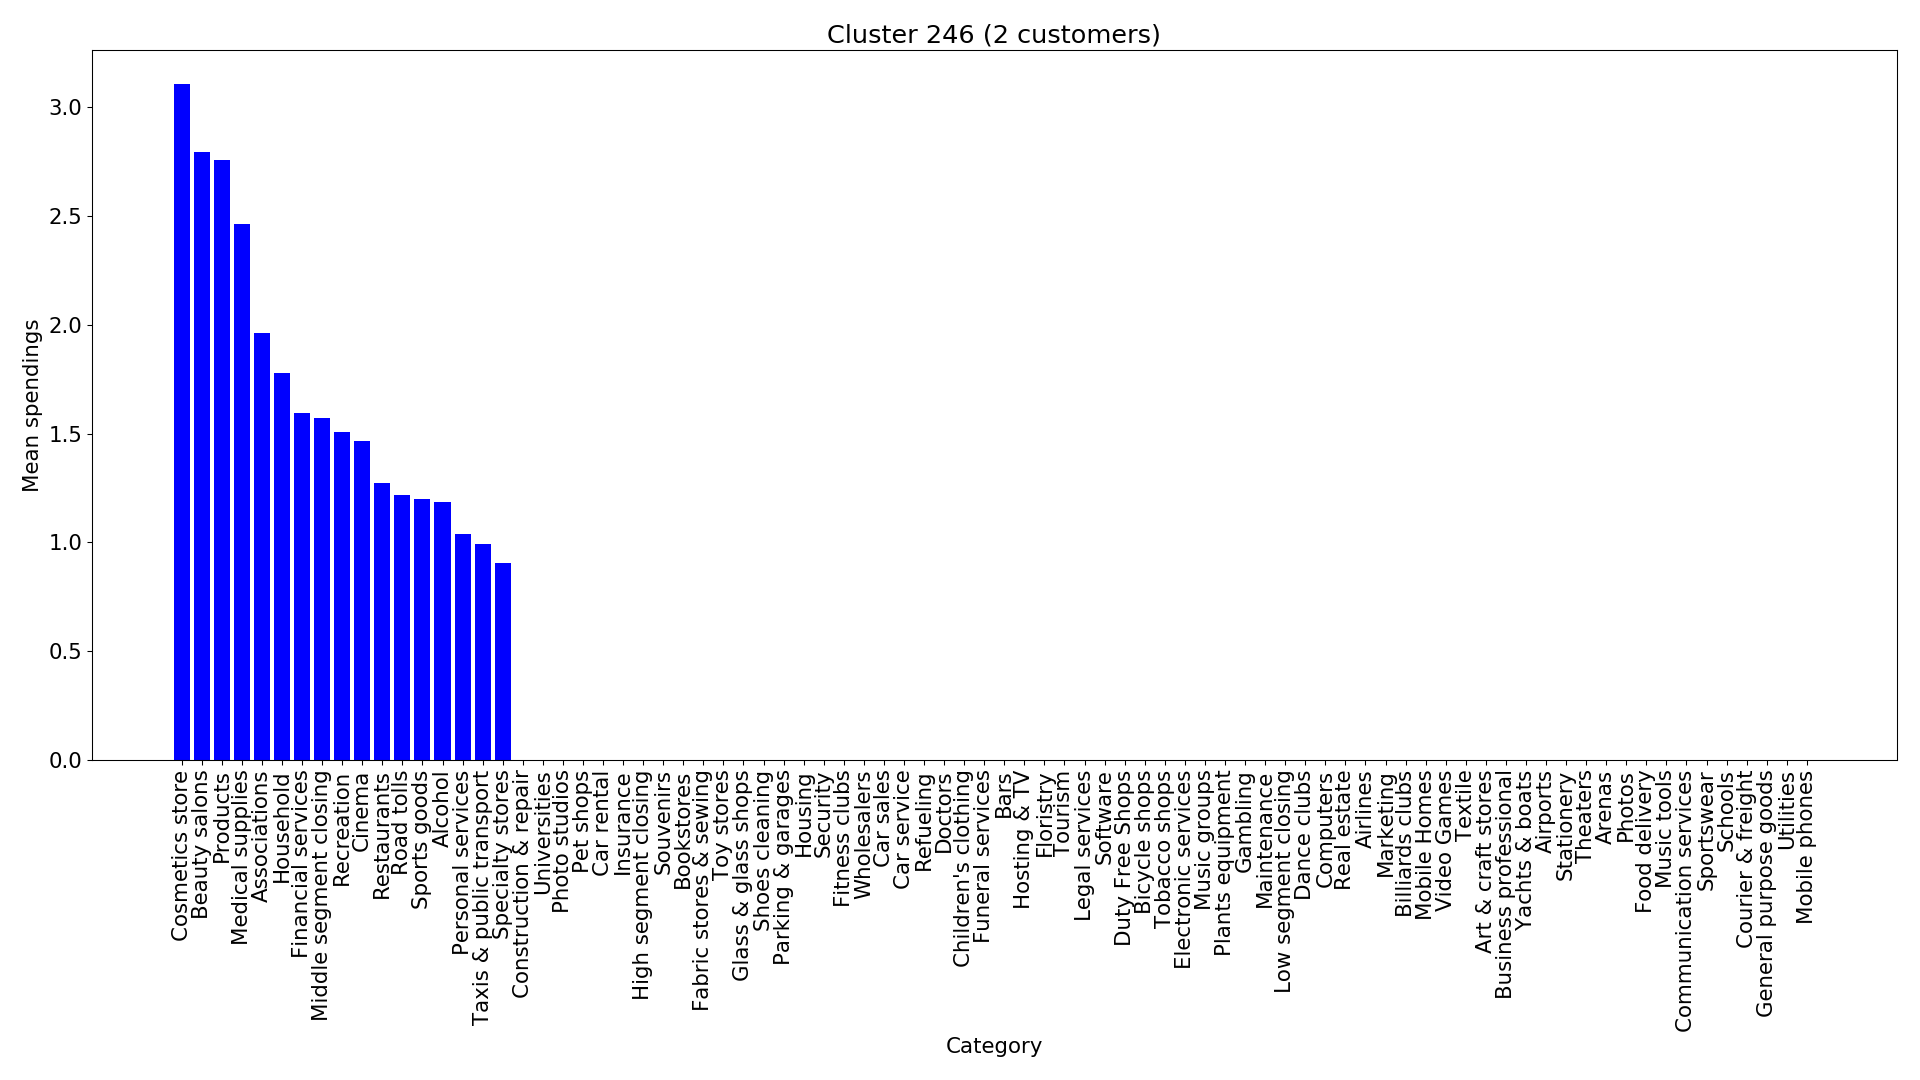 Cluster 246 (2 customers)
Mean spendings
3.0
2.5
2.0
1.5
1.0
0.5
0.0
Cosmetics store
Beauty salons
Products
Medical supplies
Associations
Household
Financial services
Middle segment closing
Recreation
Cinema
Restaurants
Road tolls
Sports goods
Alcohol
Personal services
Taxis & public transport
Specialty stores
Construction & repair
Universities
Photo studios
Pet shops
Car rental
Insurance
High segment closing
Souvenirs
Bookstores
Fabric stores & sewing
Toy stores
Glass & glass shops
Shoes cleaning
Parking & garages
Housing
Security
Fitness clubs
Wholesalers
Car sales
Car service
Refueling
Doctors
Children's clothing
Funeral services
Bars
Hosting & TV
Floristry
Tourism
Legal services
Software
Duty Free Shops
Bicycle shops
Tobacco shops
Electronic services
Music groups
Plants equipment
Gambling
Maintenance
Low segment closing
Dance clubs
Computers
Real estate
Airlines
Marketing
Billiards clubs
Mobile Homes
Video Games
Textile
Art & craft stores
Business professional
Yachts & boats
Airports
Stationery
Theaters
Arenas
Photos
Food delivery
Music tools
Communication services
Sportswear
Schools
Courier & freight
General purpose goods
Utilities
Mobile phones
Category